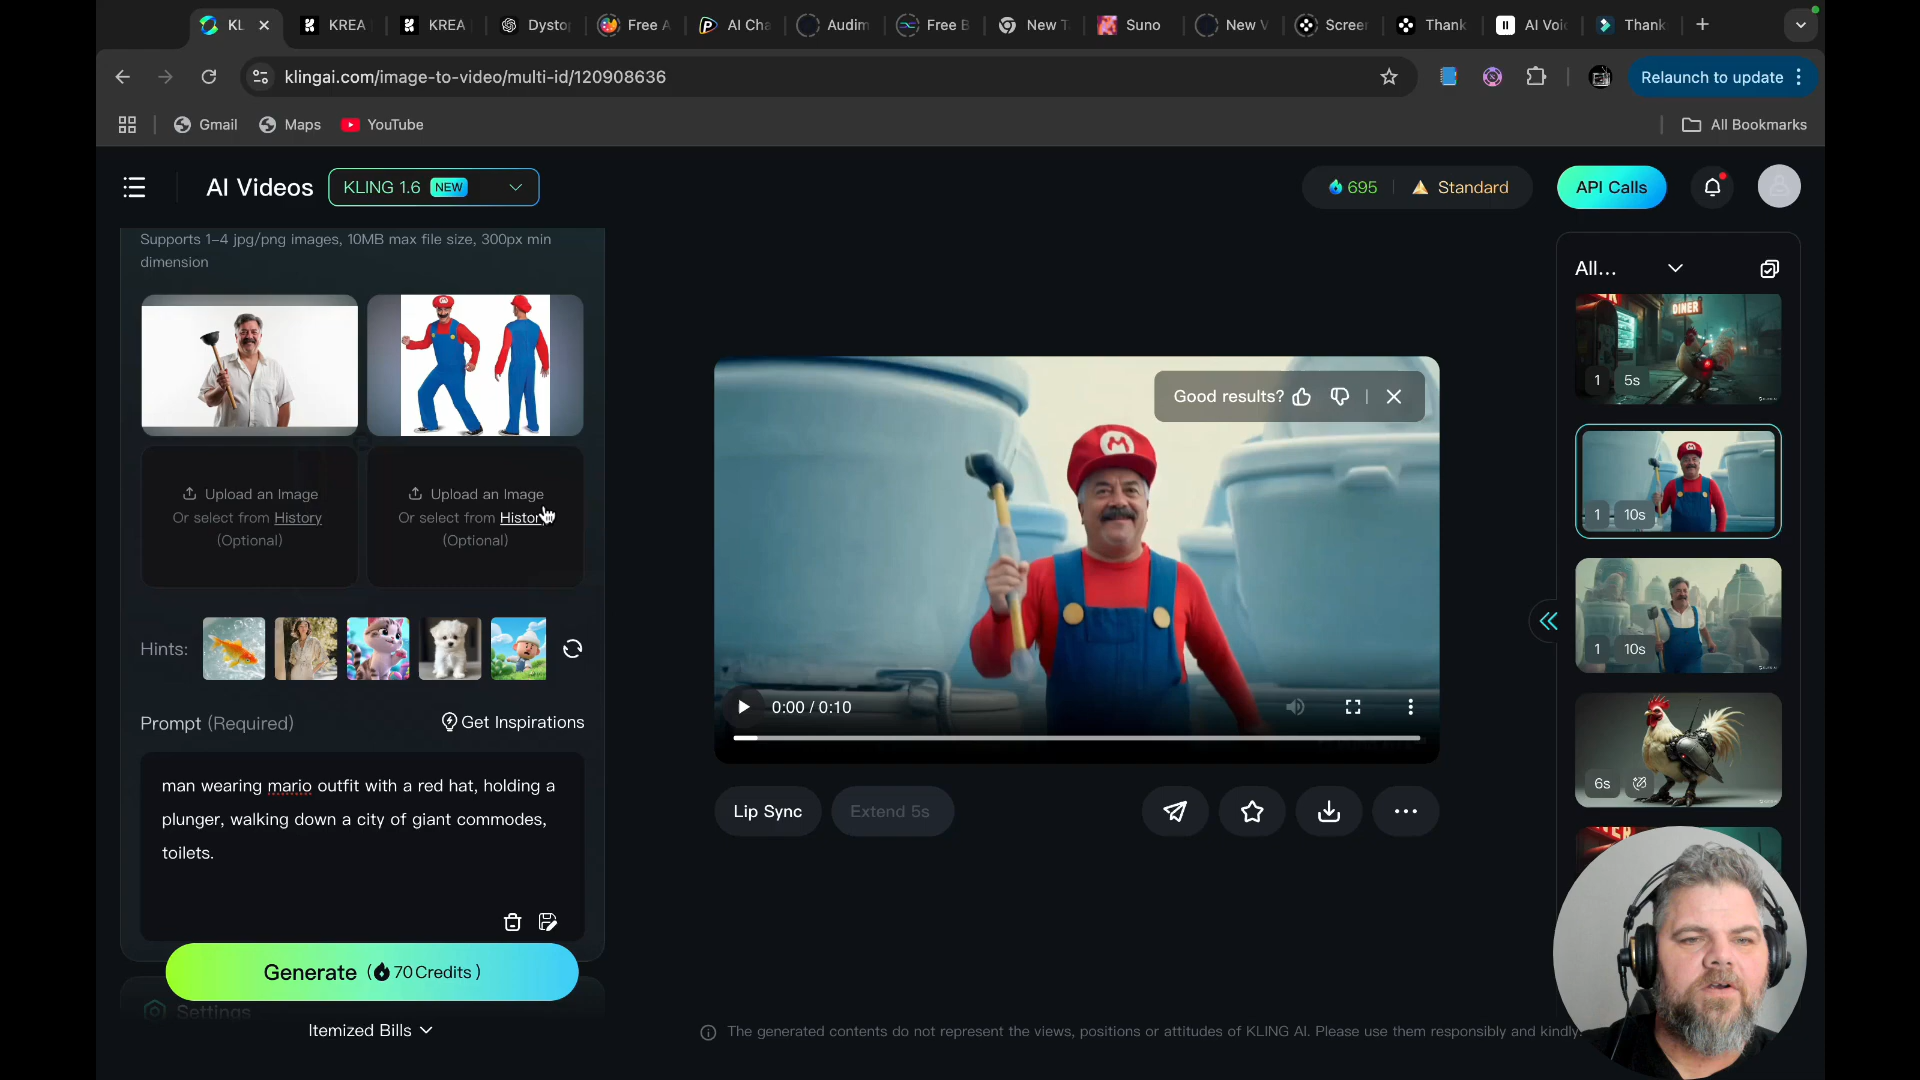 KL
KREA
KREA
Dysto
Free A
AI Cha
Audim
Free B
New T
Suno
New V
Screer
Thank
AI Voi
Thank
klingai.com/image-to-video/multi-id/120908636
Relaunch to update
Gmail
Maps
YouTube
All Bookmarks
AI Videos
KLING 1.6 NEW
695
Standard
API Calls
Supports 1–4 jpg/png images, 10MB max file size, 300px min
dimension
Upload an Image
Or select from History
(Optional)
Upload an Image
Or select from History
(Optional)
Hints:
Prompt (Required)
Get Inspirations
man wearing mario outfit with a red hat, holding a
plunger, walking down a city of giant commodes,
toilets.
Generate ( 70 Credits )
Settings
Itemized Bills
Good results?
M
0:00 / 0:10
Lip Sync
Extend 5s
All...
DINER
1 5s
1 10s
1 10s
6s
The generated contents do not represent the views, positions or attitudes of KLING AI. Please use them responsibly and kindly.